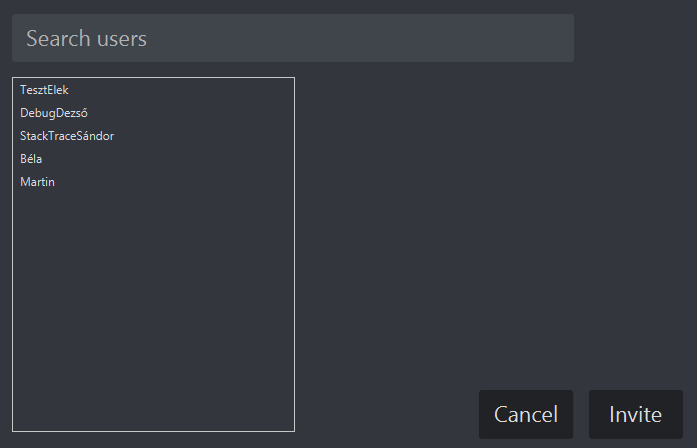 Search users
TesztElek
DebugDezső
StackTraceSándor
Béla
Martin
Cancel
Invite